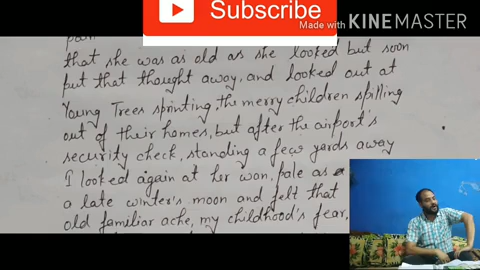 Subscribe
Made with KINEMASTER
pain
that she was as old as she looked but soon
put that thought away, and looked out at
Young Trees sprinting, the merry children spilling
out of their homes, but after the airport's
security check, standing a few yards away
I looked again at her wan, pale as a
a late winter's moon and felt that
old familiar ache, my childhood's fear,